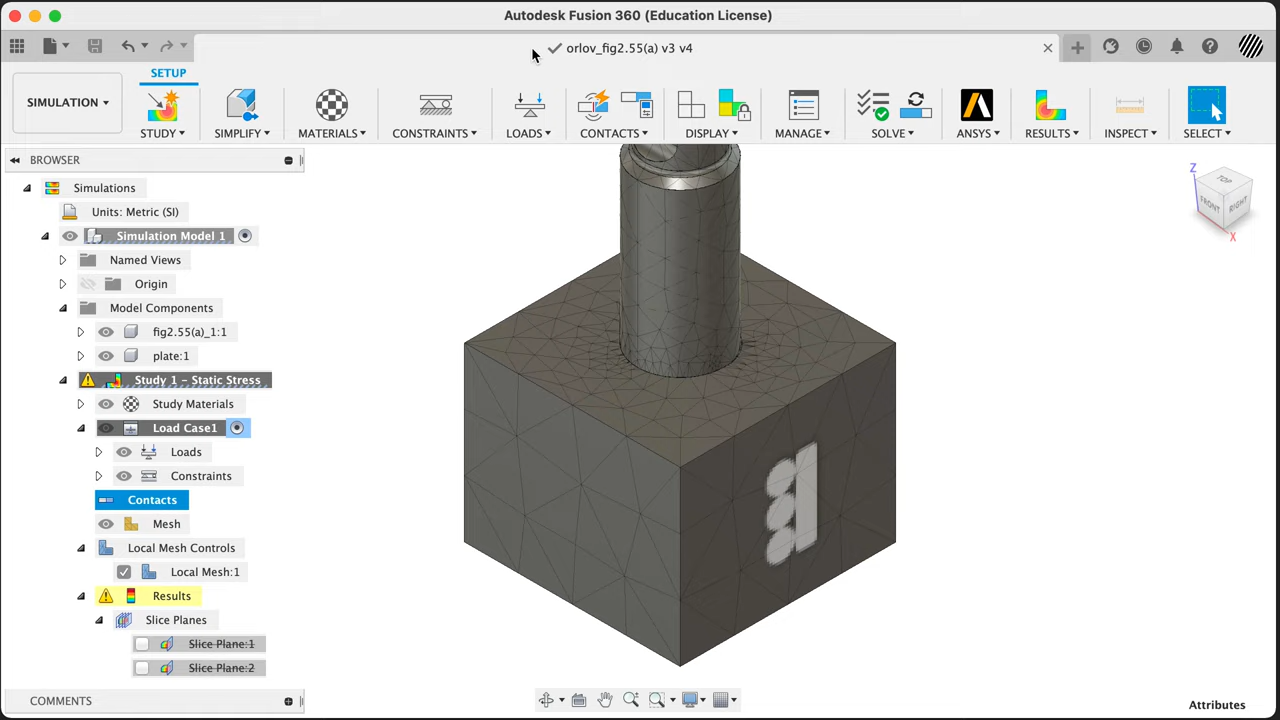 Autodesk Fusion 360 (Education License)
orlov_fig2.55(a) v3 v4
SETUP
SIMULATION
STUDY
SIMPLIFY
MATERIALS
CONSTRAINTS
LOADS
CONTACTS
DISPLAY
MANAGE
SOLVE
ANSYS
RESULTS
INSPECT
SELECT
BROWSER
Simulations
Units: Metric (SI)
Simulation Model 1
Named Views
Origin
Model Components
fig2.55(a)_1:1
plate:1
Study 1 - Static Stress
Study Materials
Load Case1
Loads
Constraints
Contacts
Mesh
Local Mesh Controls
Local Mesh:1
Results
Slice Planes
Slice Plane:1
Slice Plane:2
COMMENTS
Z
TOP
FRONT
RIGHT
X
Attributes